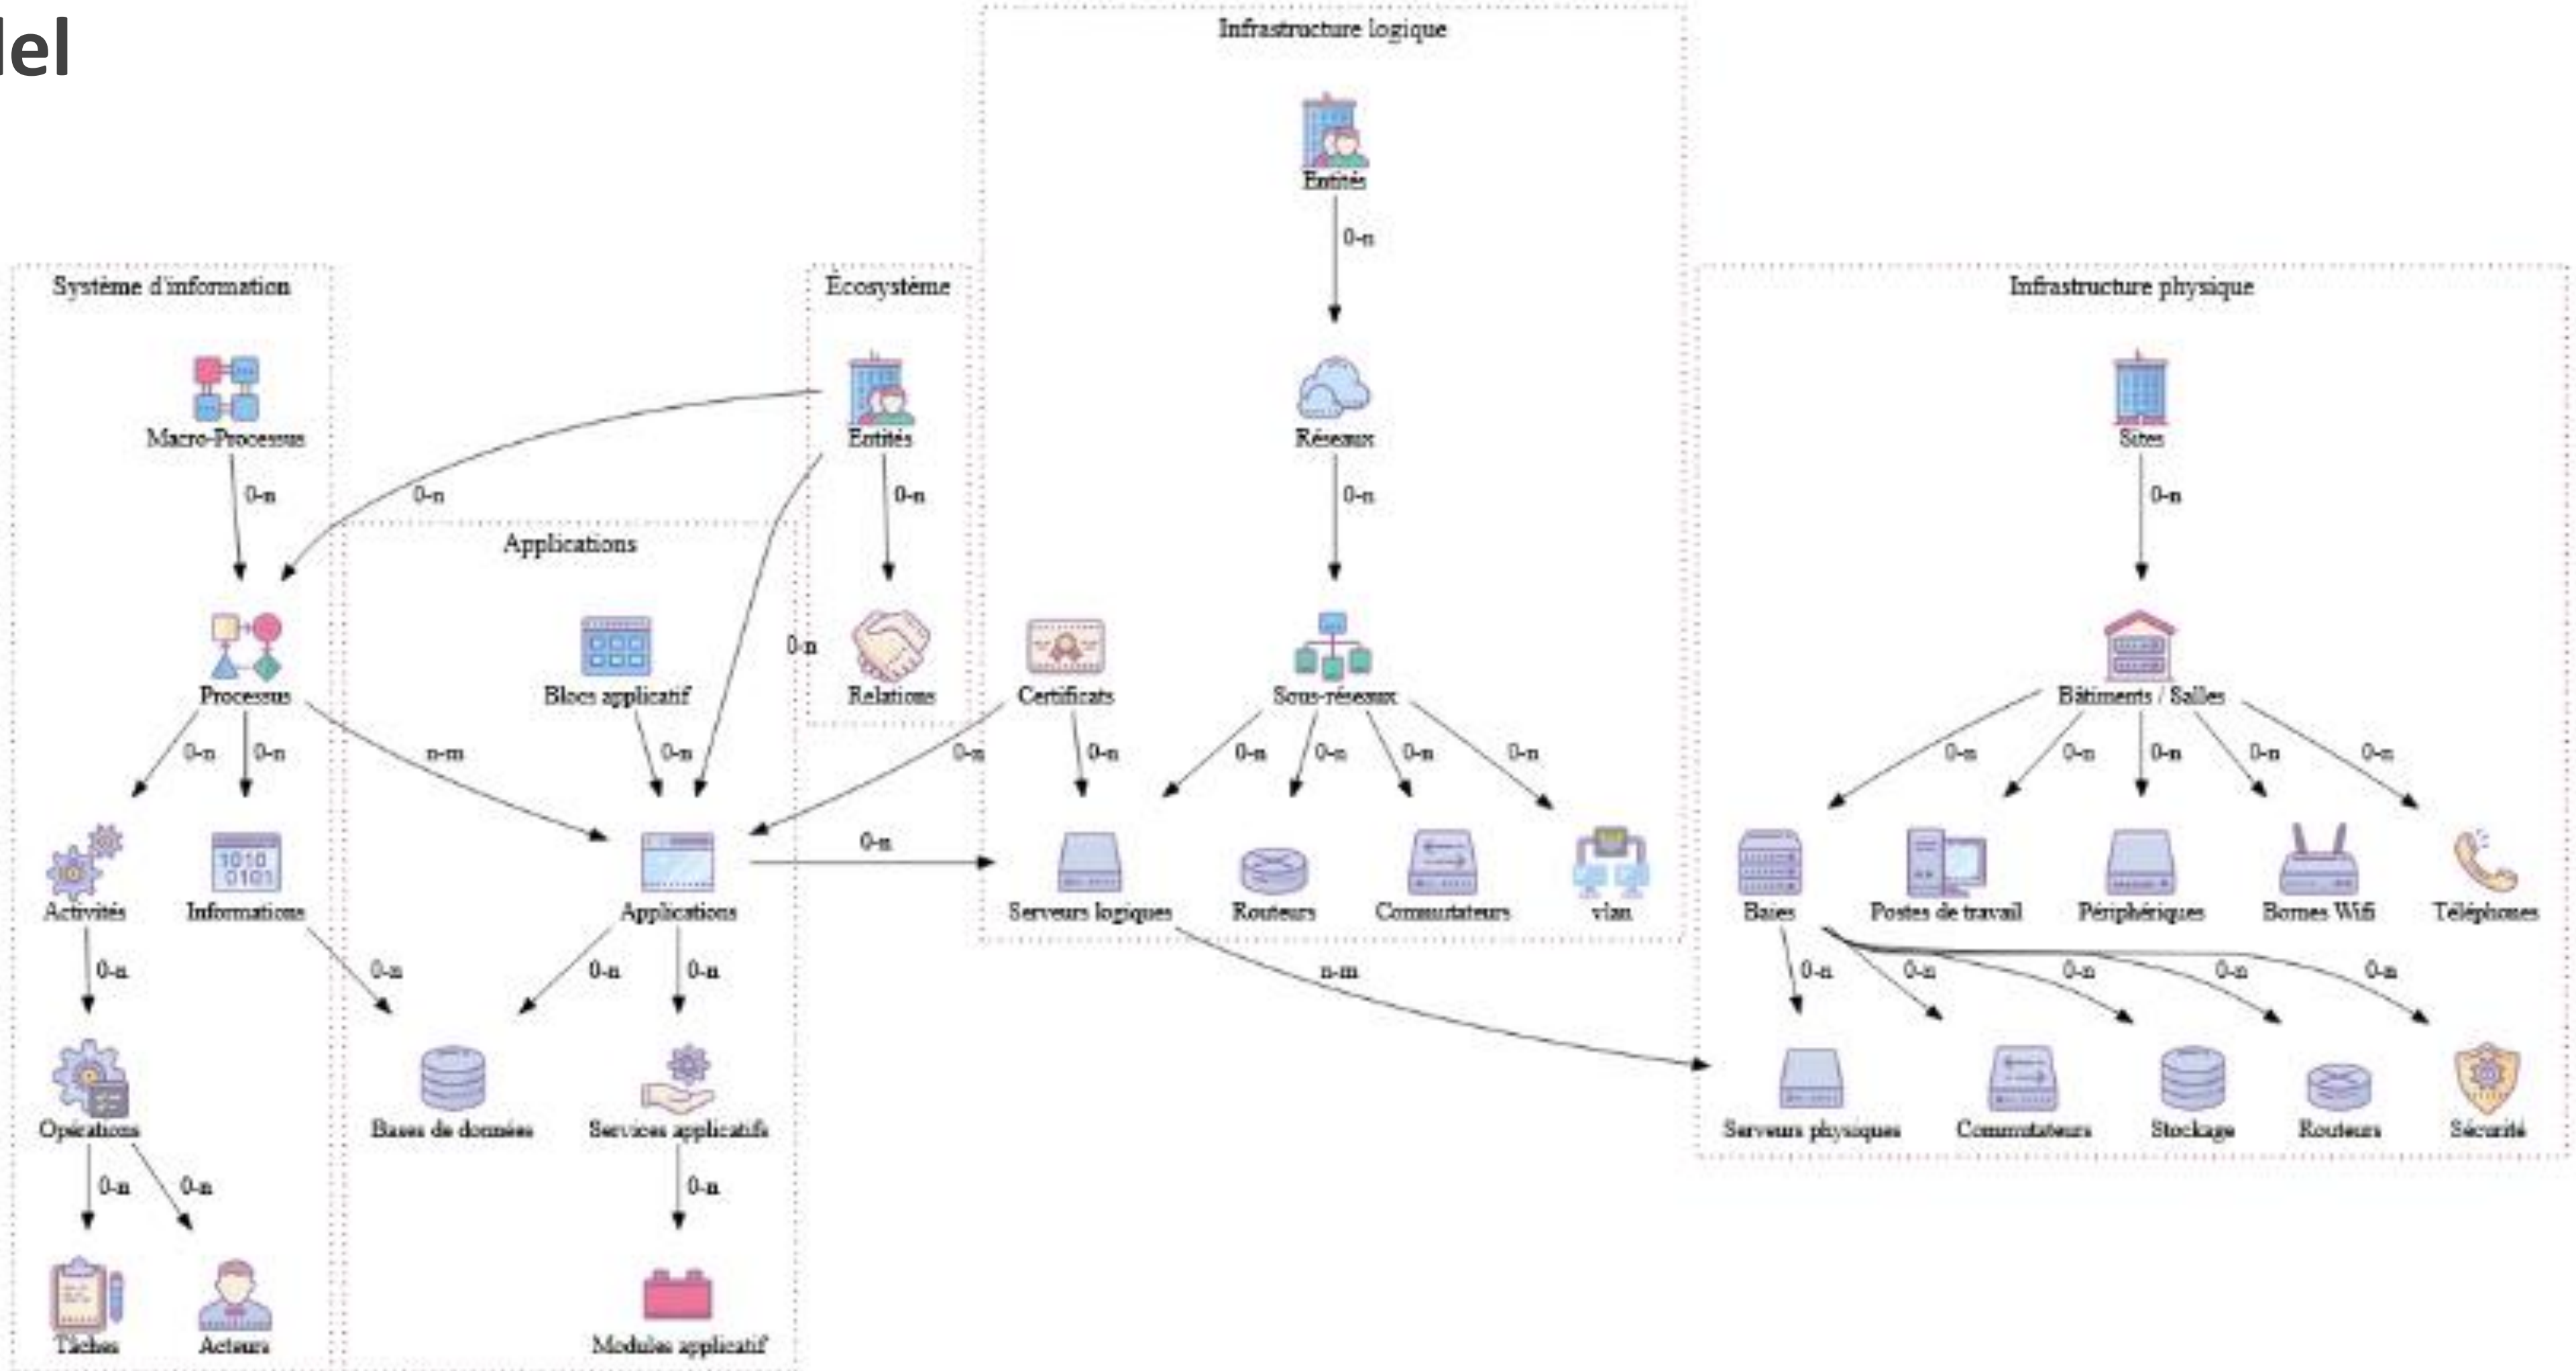 del
Infrastructure logique
Entités
0-n
Système d'information
Écosystème
Infrastructure physique
Macro-Processus
Entités
Réseaux
Sites
0-n
0-n
0-n
0-n
0-n
Applications
0-n
Processus
Blocs applicatif
Relations
Certificats
Sous-réseaux
Bâtiments / Salles
0-n
0-n
n-m
0-n
0-n
0-n
0-n
0-n
0-n
0-n
0-n
0-n
0-n
0-n
0-n
0-n
Activités
Informations
Applications
Serveurs logiques
Routeurs
Commutateurs
vlan
Baies
Postes de travail
Périphériques
Bornes Wifi
Téléphones
0-n
0-n
0-n
0-n
n-m
0-n
0-n
0-n
0-n
0-n
Opérations
Bases de données
Services applicatifs
Serveurs physiques
Commutateurs
Stockage
Routeurs
Sécurité
0-n
0-n
0-n
Tâches
Acteurs
Modules applicatif